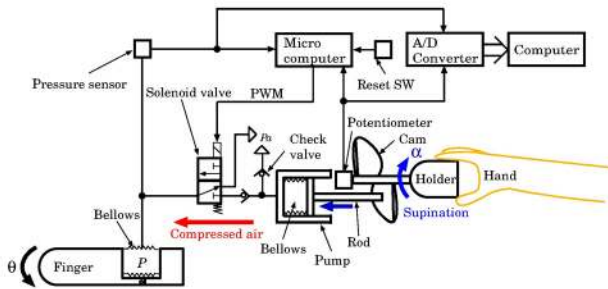 Micro
computer
A/D
Converter
Computer
Pressure sensor
Reset SW
Solenoid valve
PWM
Potentiometer
Pa
Check
valve
Cam
α
Holder
Hand
Supination
Bellows
Compressed air
Bellows
Rod
Pump
θ
Finger
P